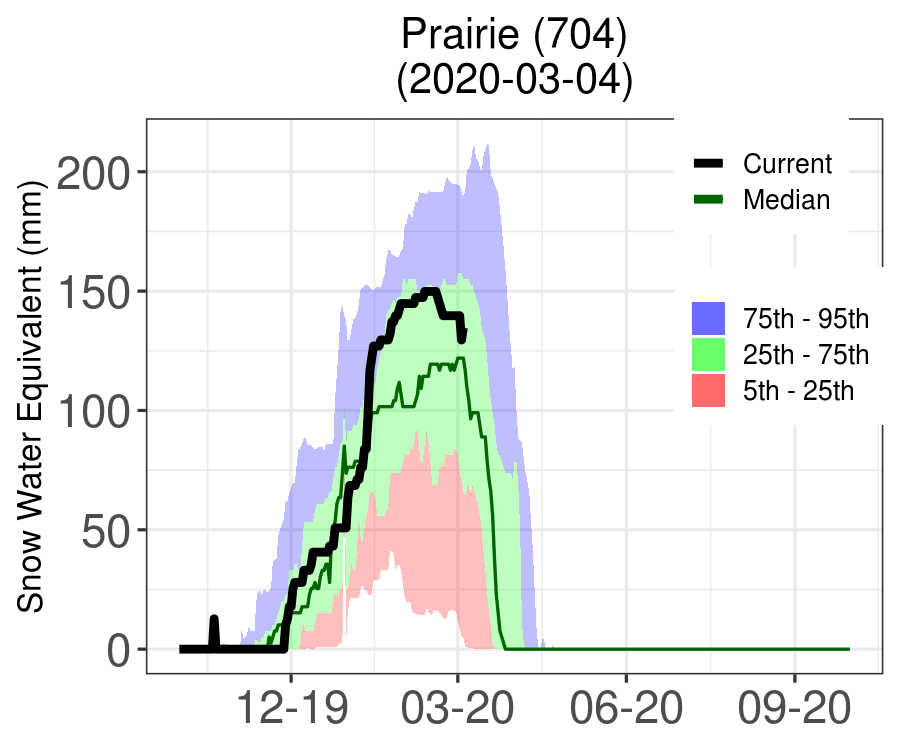 Prairie (704)
(2020-03-04)
Snow Water Equivalent (mm)
200
150
100
50
0
12-19
03-20
06-20
09-20
Current
Median
75th - 95th
25th - 75th
5th - 25th